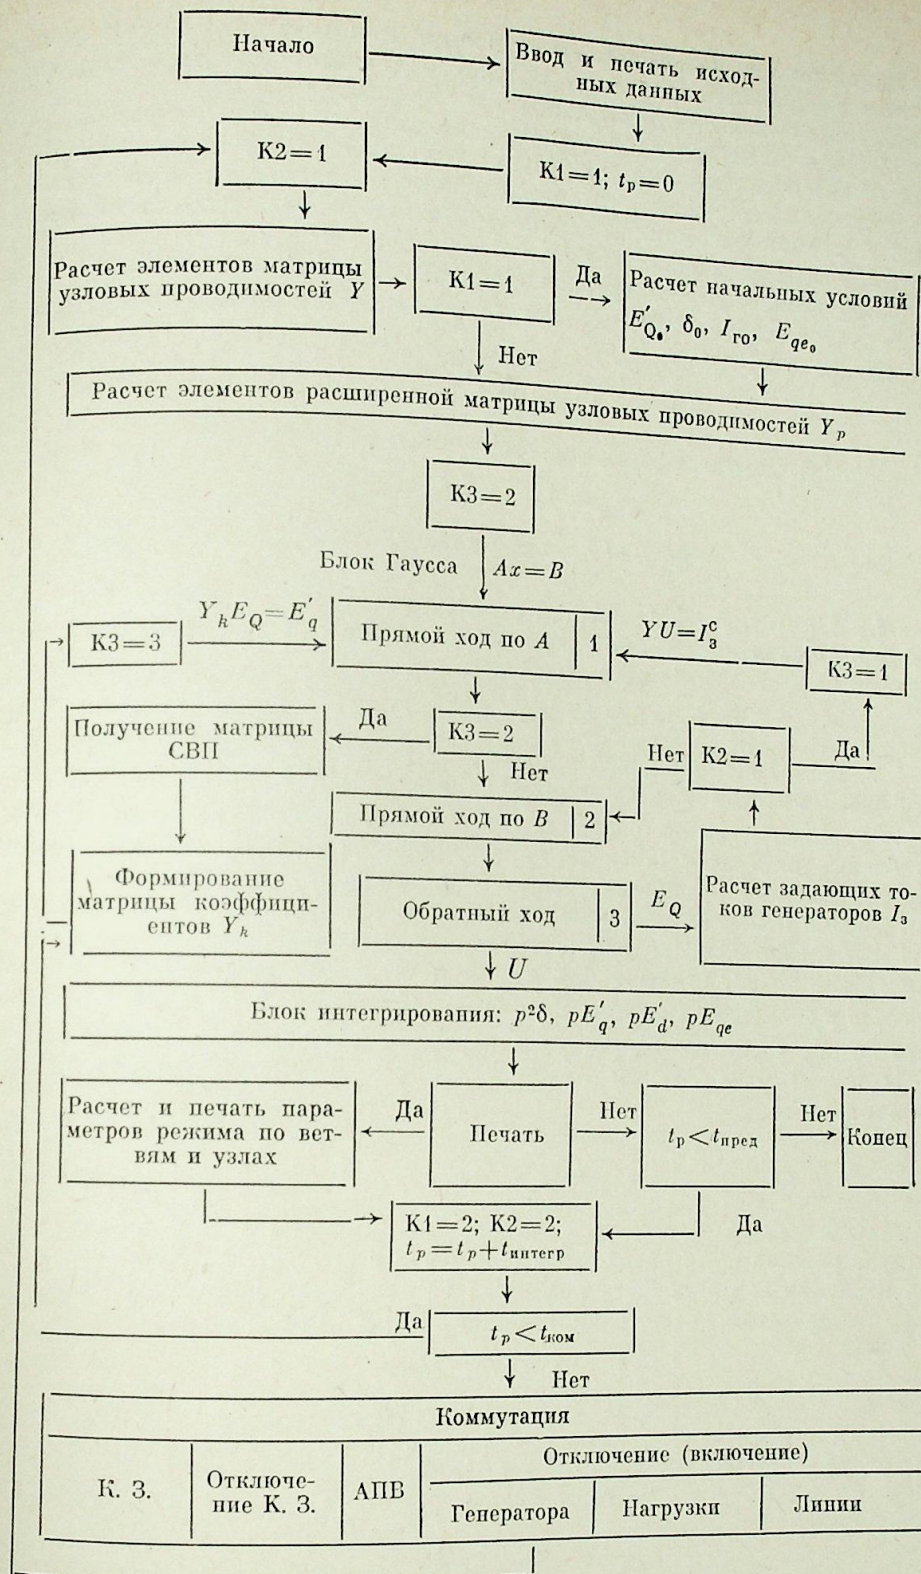 Начало
Ввод и печать исход-
ных данных
К2=1
К1=1; tр=0
Расчет элементов матрицы
узловых проводимостей Y
К1=1
Да
Расчет начальных условий
E′Q0, δ0, Iго, Eqe0
Нет
Расчет элементов расширенной матрицы узловых проводимостей Yр
К3=2
Блок Гаусса
Ax=B
К3=3
YkEQ=E′q
Прямой ход по A
1
YU=Iсз
К3=1
Получение матрицы
СВП
Да
К3=2
Нет
Нет
К2=1
Да
Прямой ход по B
2
Формирование
матрицы коэффици-
ентов Yk
Обратный ход
3
EQ
Расчет задающих то-
ков генераторов Iз
U
Блок интегрирования: p²δ, pE′q, pE′d, pEqe
Расчет и печать пара-
метров режима по вет-
вям и узлах
Да
Печать
Нет
tр<tпред
Нет
Конец
К1=2; К2=2;
tр=tр+tинтегр
Да
Да
tр<tком
Нет
Коммутация
К. З.
Отключе-
ние К. З.
АПВ
Отключение (включение)
Генератора
Нагрузки
Линии